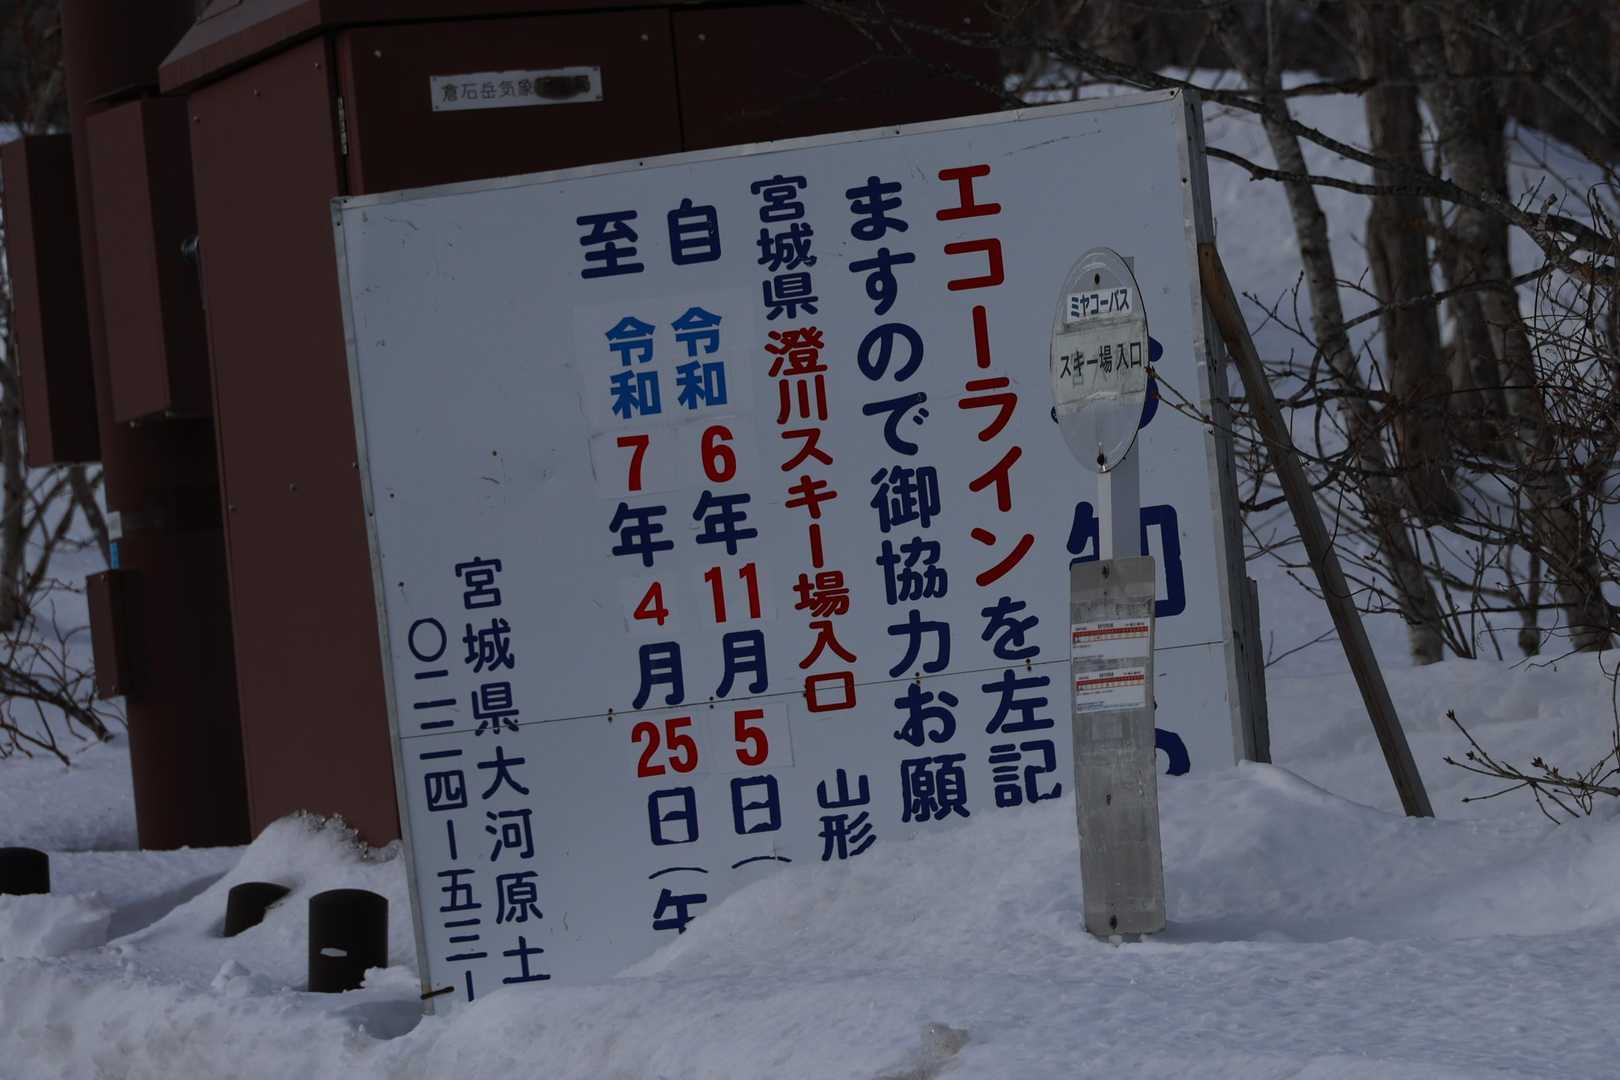 倉石岳気象
エコーラインを左記
ますので御協力お願
宮城県澄川スキー場入口　山形
自　令和6年11月5日(
至　令和7年4月25日(午
宮城県大河原土
〇二二四ー五三ー
ミヤコーバス
スキー場入口